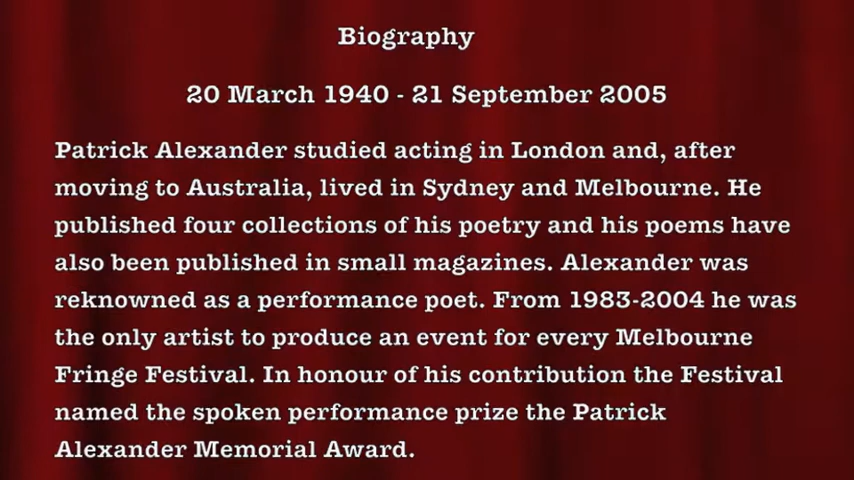 Biography
20 March 1940 - 21 September 2005
Patrick Alexander studied acting in London and, after
moving to Australia, lived in Sydney and Melbourne. He
published four collections of his poetry and his poems have
also been published in small magazines. Alexander was
reknowned as a performance poet. From 1983-2004 he was
the only artist to produce an event for every Melbourne
Fringe Festival. In honour of his contribution the Festival
named the spoken performance prize the Patrick
Alexander Memorial Award.